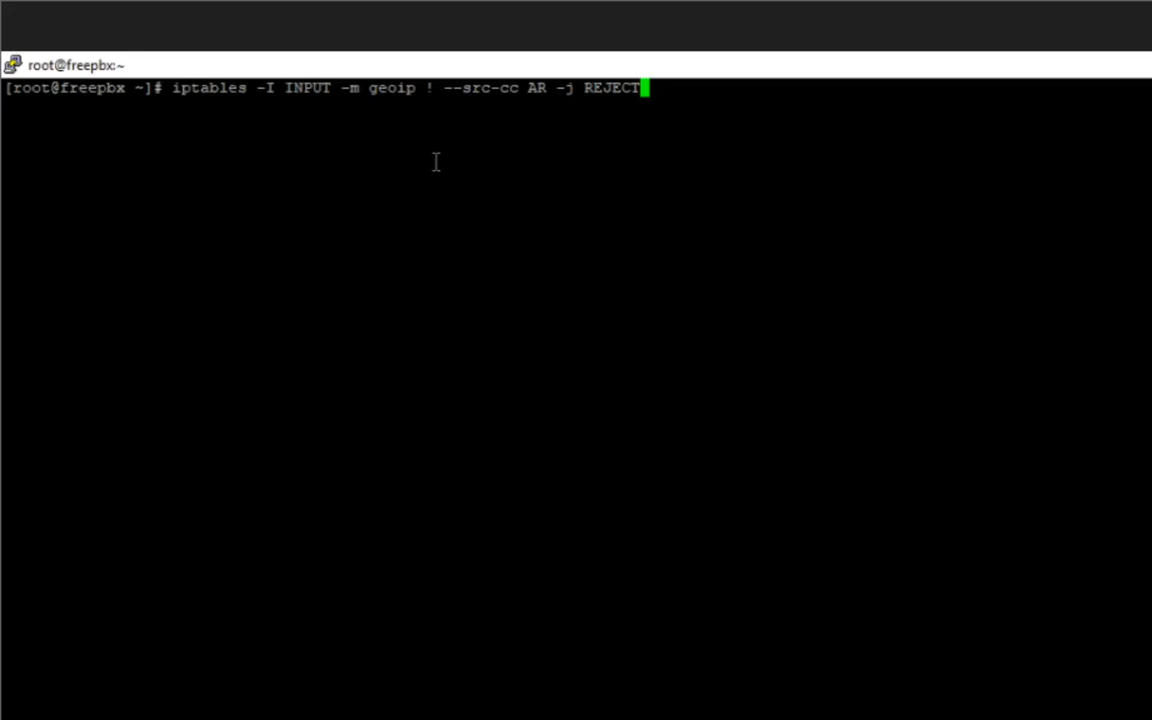 root@freepbx:~
[root@freepbx ~]# iptables -I INPUT -m geoip ! --src-cc AR -j REJECT